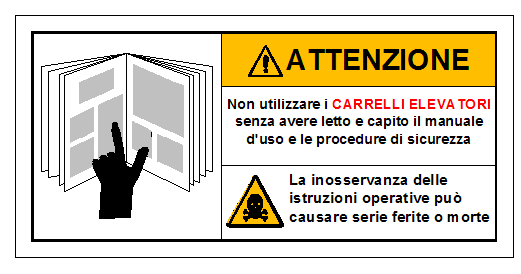 ATTENZIONE
Non utilizzare i CARRELLI ELEVATORI
senza avere letto e capito il manuale
d'uso e le procedure di sicurezza
La inosservanza delle
istruzioni operative può
causare serie ferite o morte